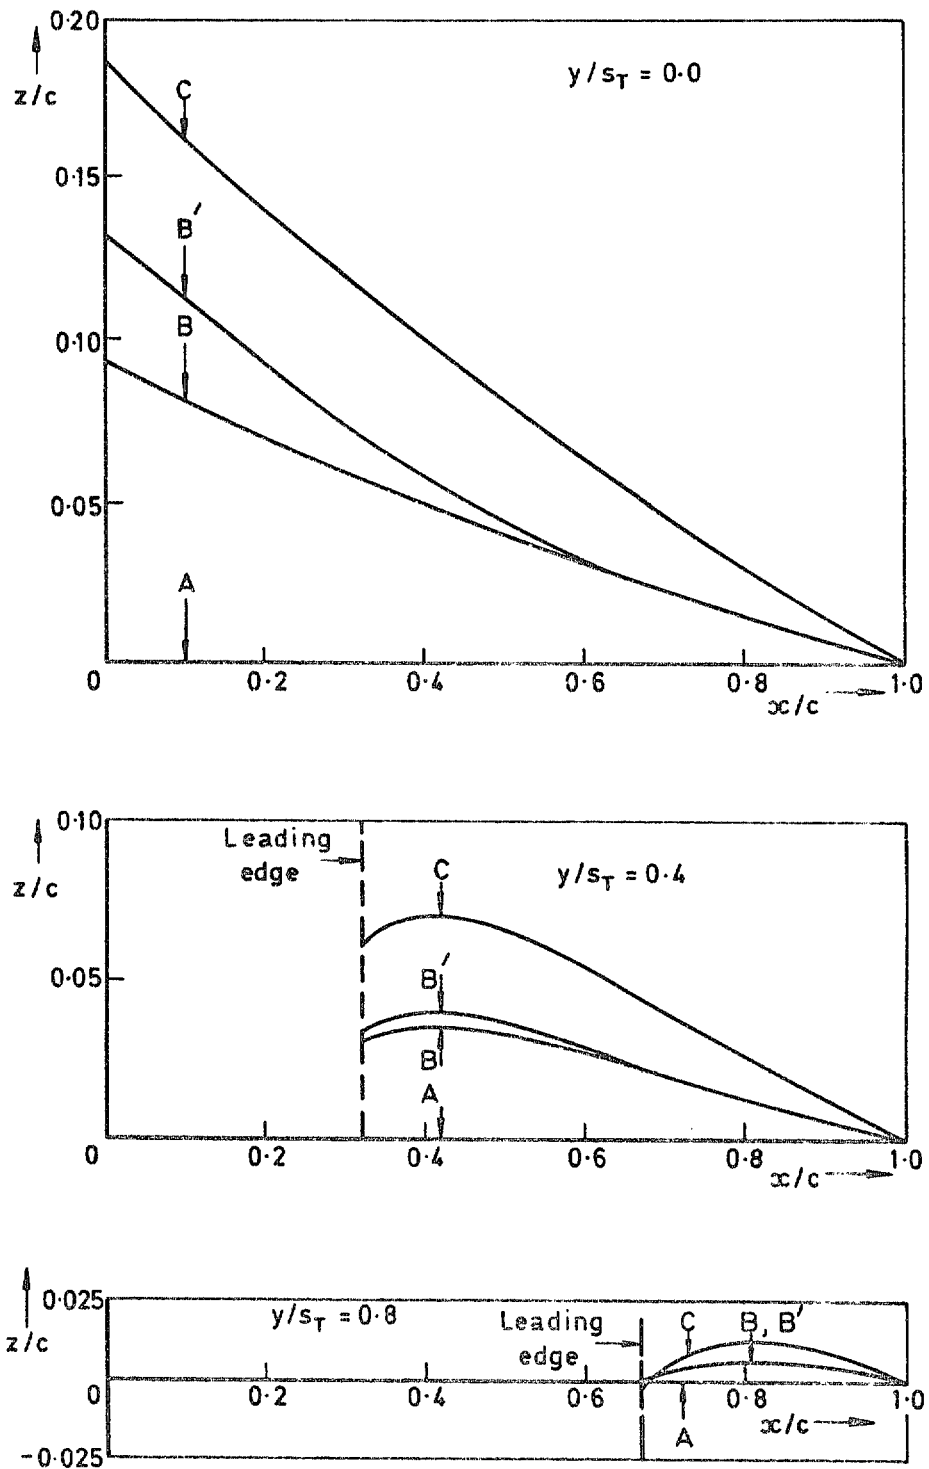 0·20
z/c
y/sT = 0·0
C
0·15
B′
0·10
B
0·05
A
0 0·2 0·4 0·6 0·8 1·0
x/c
0·10
Leading
edge
z/c
C
y/sT = 0·4
0·05
B′
B
A
0 0·2 0·4 0·6 0·8 1·0
x/c
0·025
y/sT = 0·8
Leading
edge
C B, B′
z/c
0 0·2 0·4 0·6 0·8 1·0
x/c
A
-0·025